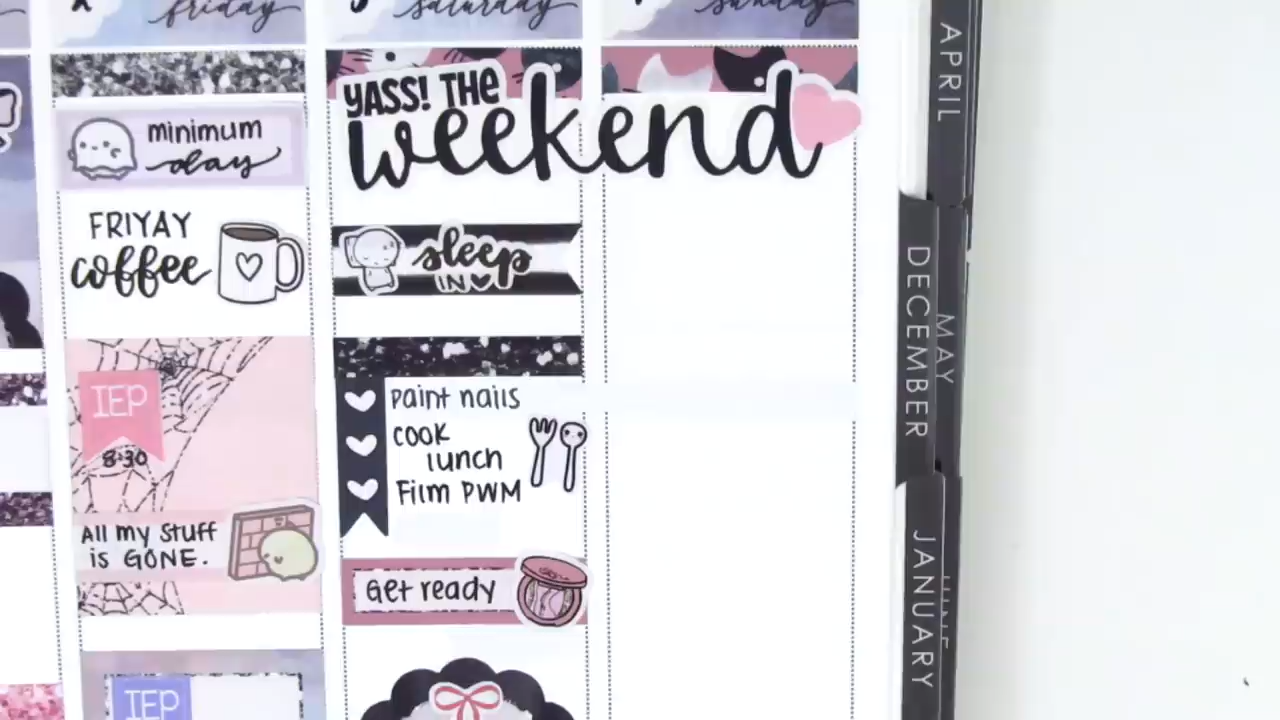 friday
saturday
sunday
minimum
day
FRIYAY
coffee
IEP
8:30
All my stuff
is GONE.
IEP
YASS! THE
weekend
sleep
IN
paint nails
COOK
lunch
Film PWM
Get ready
APRIL
DECEMBER
MAY
JANUARY
JUNE